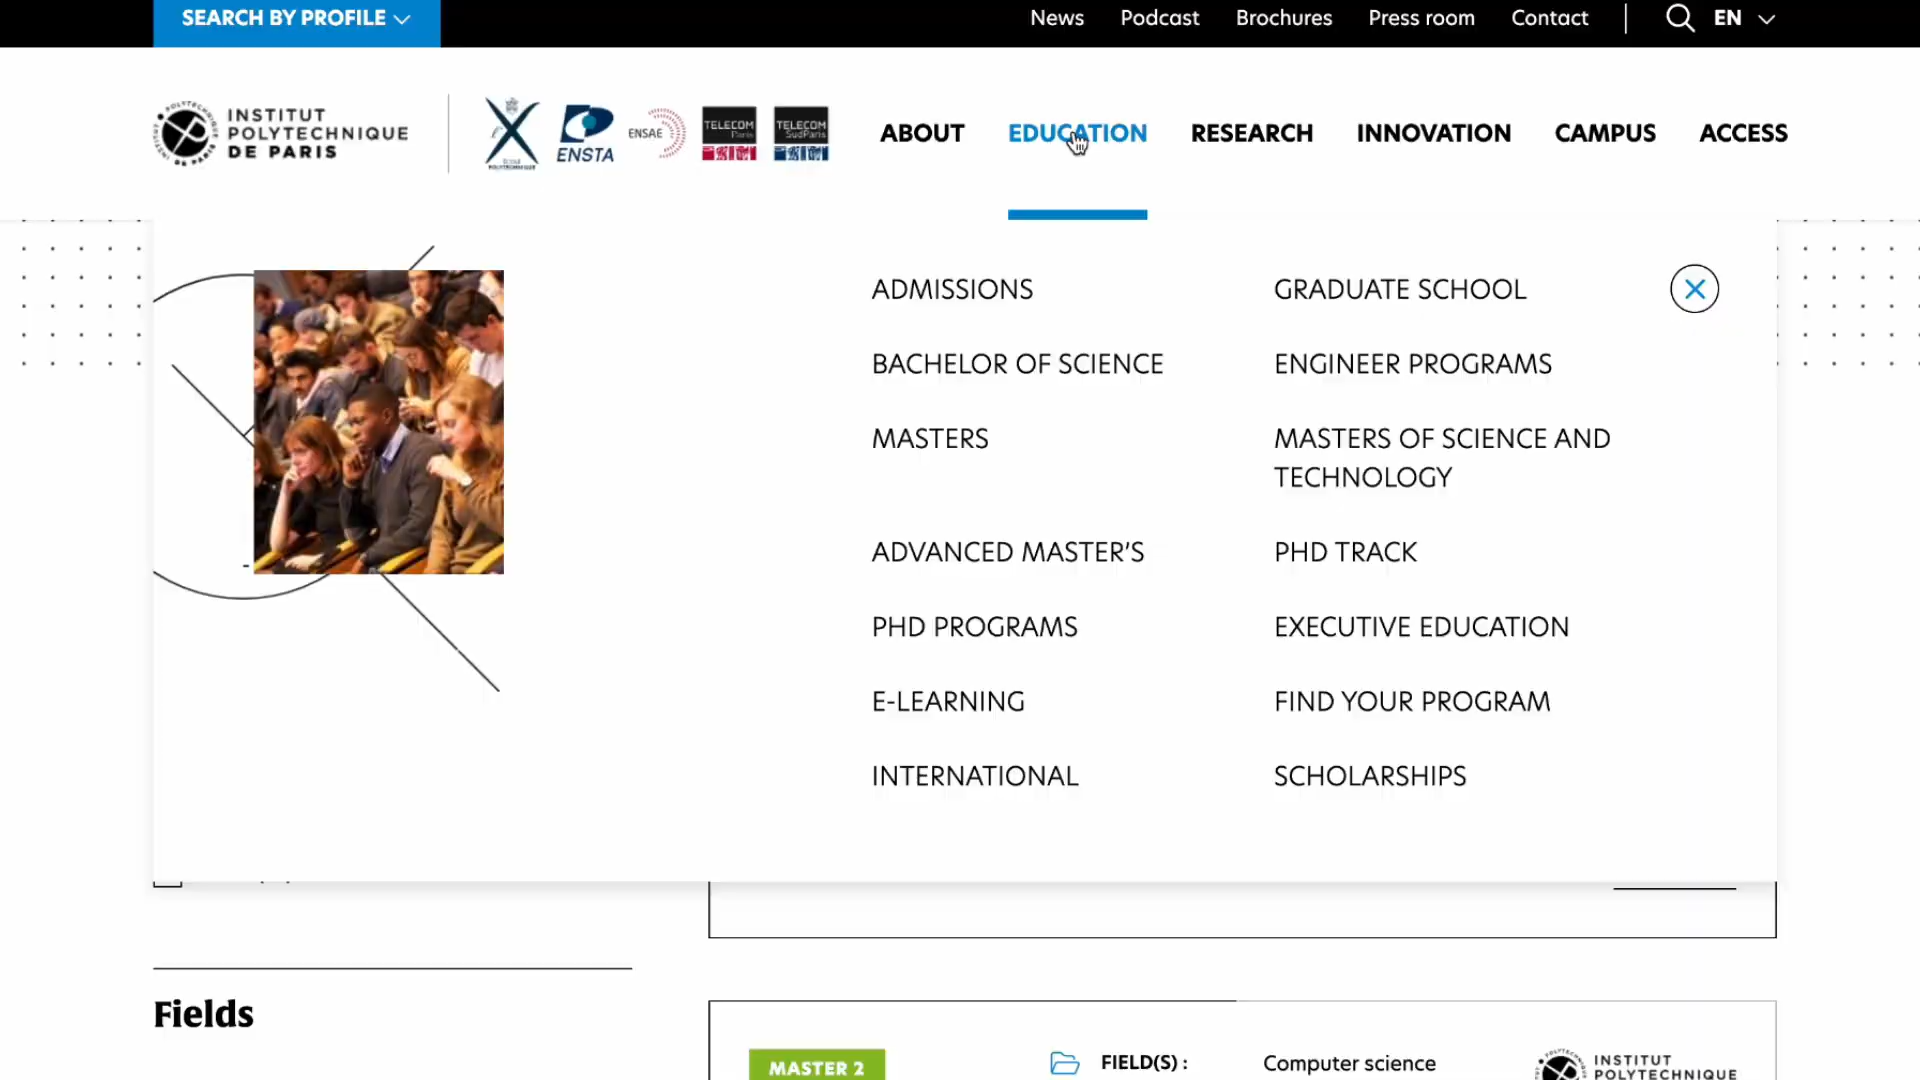 SEARCH BY PROFILE
News
Podcast
Brochures
Press room
Contact
EN
INSTITUT
POLYTECHNIQUE
DE PARIS
ENSTA
ENSAE
TELECOM
Paris
TELECOM
SudParis
ABOUT
EDUCATION
RESEARCH
INNOVATION
CAMPUS
ACCESS
ADMISSIONS
GRADUATE SCHOOL
BACHELOR OF SCIENCE
ENGINEER PROGRAMS
MASTERS
MASTERS OF SCIENCE AND
TECHNOLOGY
ADVANCED MASTER'S
PHD TRACK
PHD PROGRAMS
EXECUTIVE EDUCATION
E-LEARNING
FIND YOUR PROGRAM
INTERNATIONAL
SCHOLARSHIPS
Fields
MASTER 2
FIELD(S) :
Computer science
INSTITUT
POLYTECHNIQUE